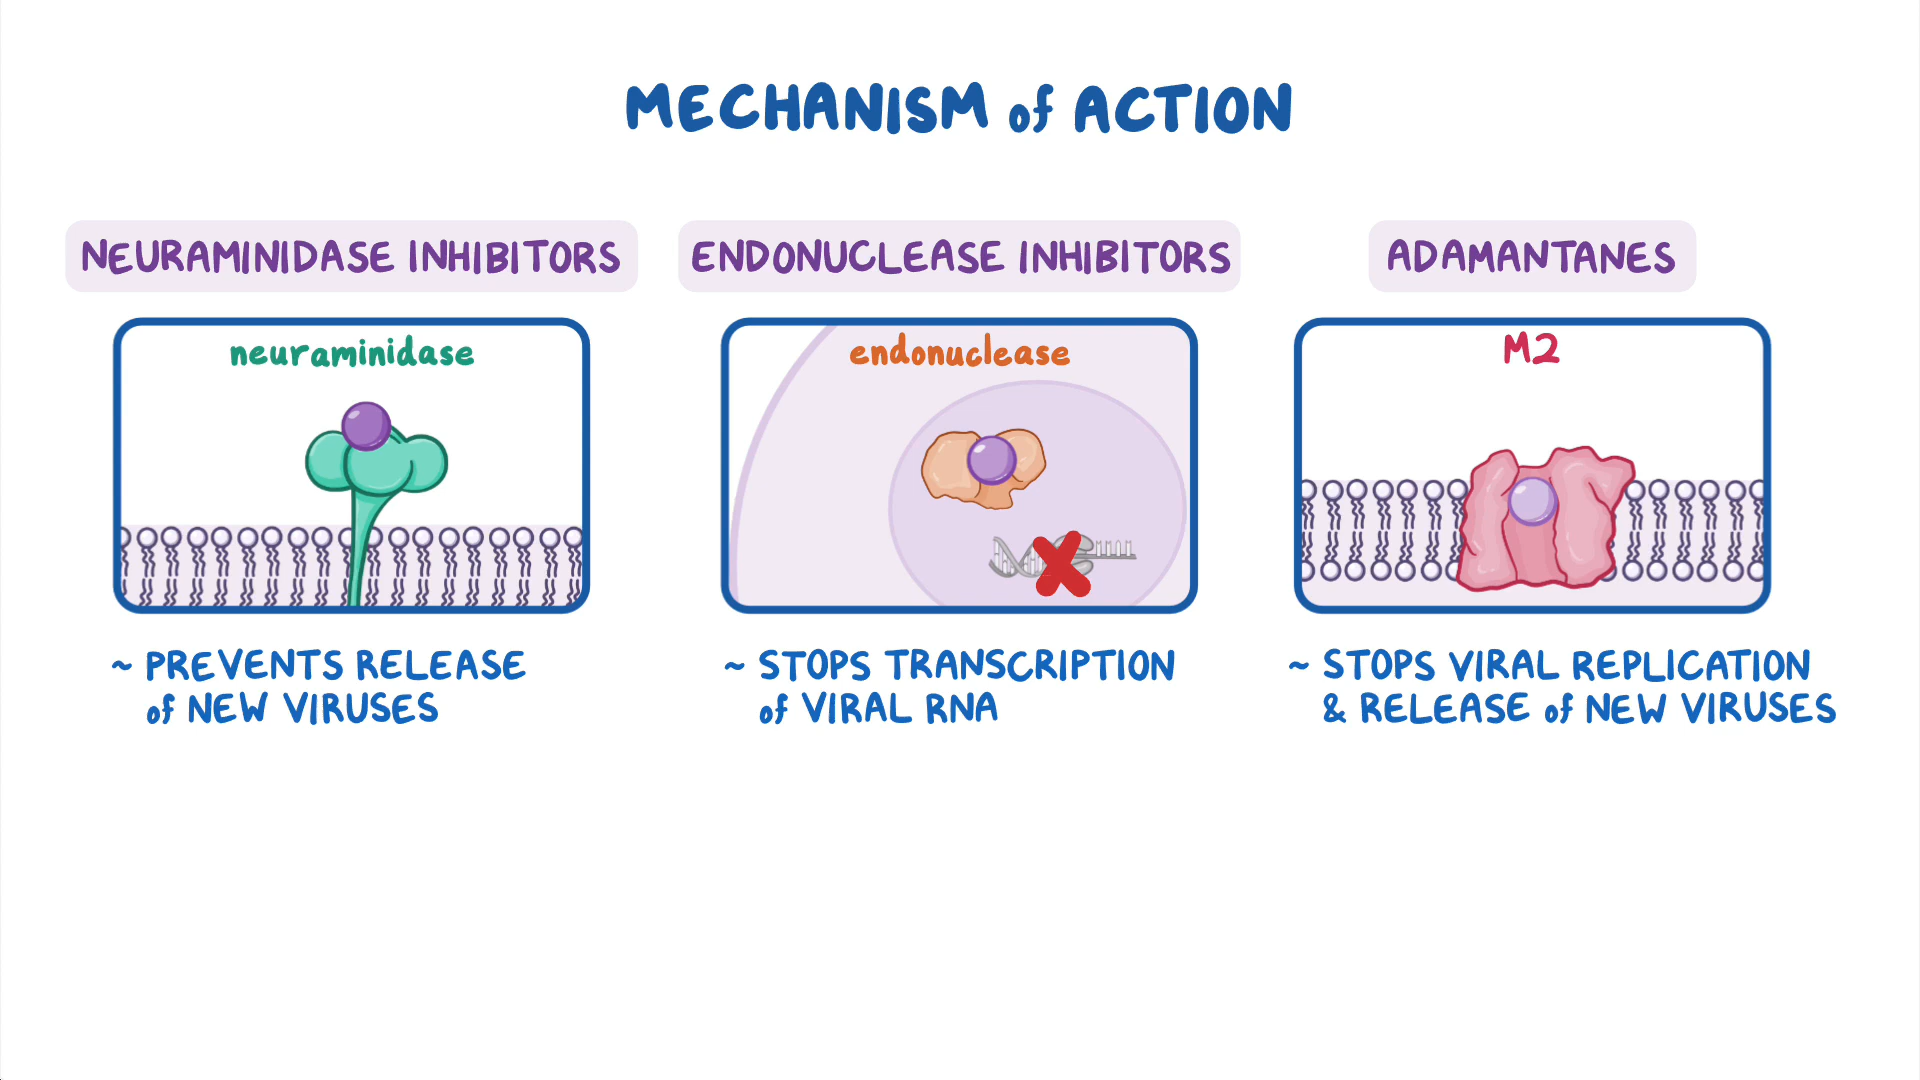 MECHANISM of ACTION
NEURAMINIDASE INHIBITORS
neuraminidase
~ PREVENTS RELEASE
of NEW VIRUSES
ENDONUCLEASE INHIBITORS
endonuclease
~ STOPS TRANSCRIPTION
of VIRAL RNA
ADAMANTANES
M2
~ STOPS VIRAL REPLICATION
& RELEASE of NEW VIRUSES